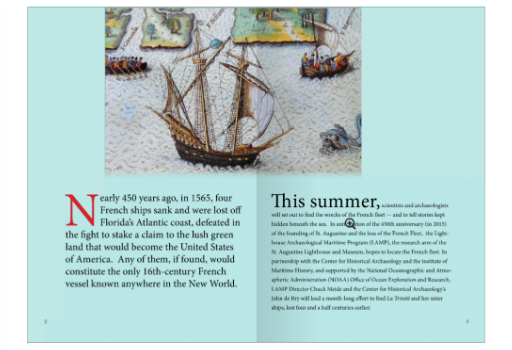 Nearly 450 years ago, in 1565, four
French ships sank and were lost off
Florida's Atlantic coast, defeated in
the fight to stake a claim to the lush green
land that would become the United States
of America. Any of them, if found, would
constitute the only 16th-century French
vessel known anywhere in the New World.
2
This summer, scientists and archaeologists
will set out to find the wrecks of the French fleet — and to tell stories kept
hidden beneath the sea. In of the 450th anniversary (in 2015)
of the founding of St. Augustine and the loss of the French Fleet, the Light-
house Archaeological Maritime Program (LAMP), the research arm of the
St. Augustine Lighthouse and Museum, hopes to locate the French fleet. In
partnership with the Center for Historical Archaeology and the institute of
Maritime History, and supported by the National Oceanographic and Atmo-
spheric Administration (NOAA) Office of Ocean Exploration and Research,
LAMP Director Chuck Meide and the Center for Historical Archaeology's
John de Bry will lead a month-long effort to find La Trinité and her sister
ships, lost four and a half centuries earlier.
3